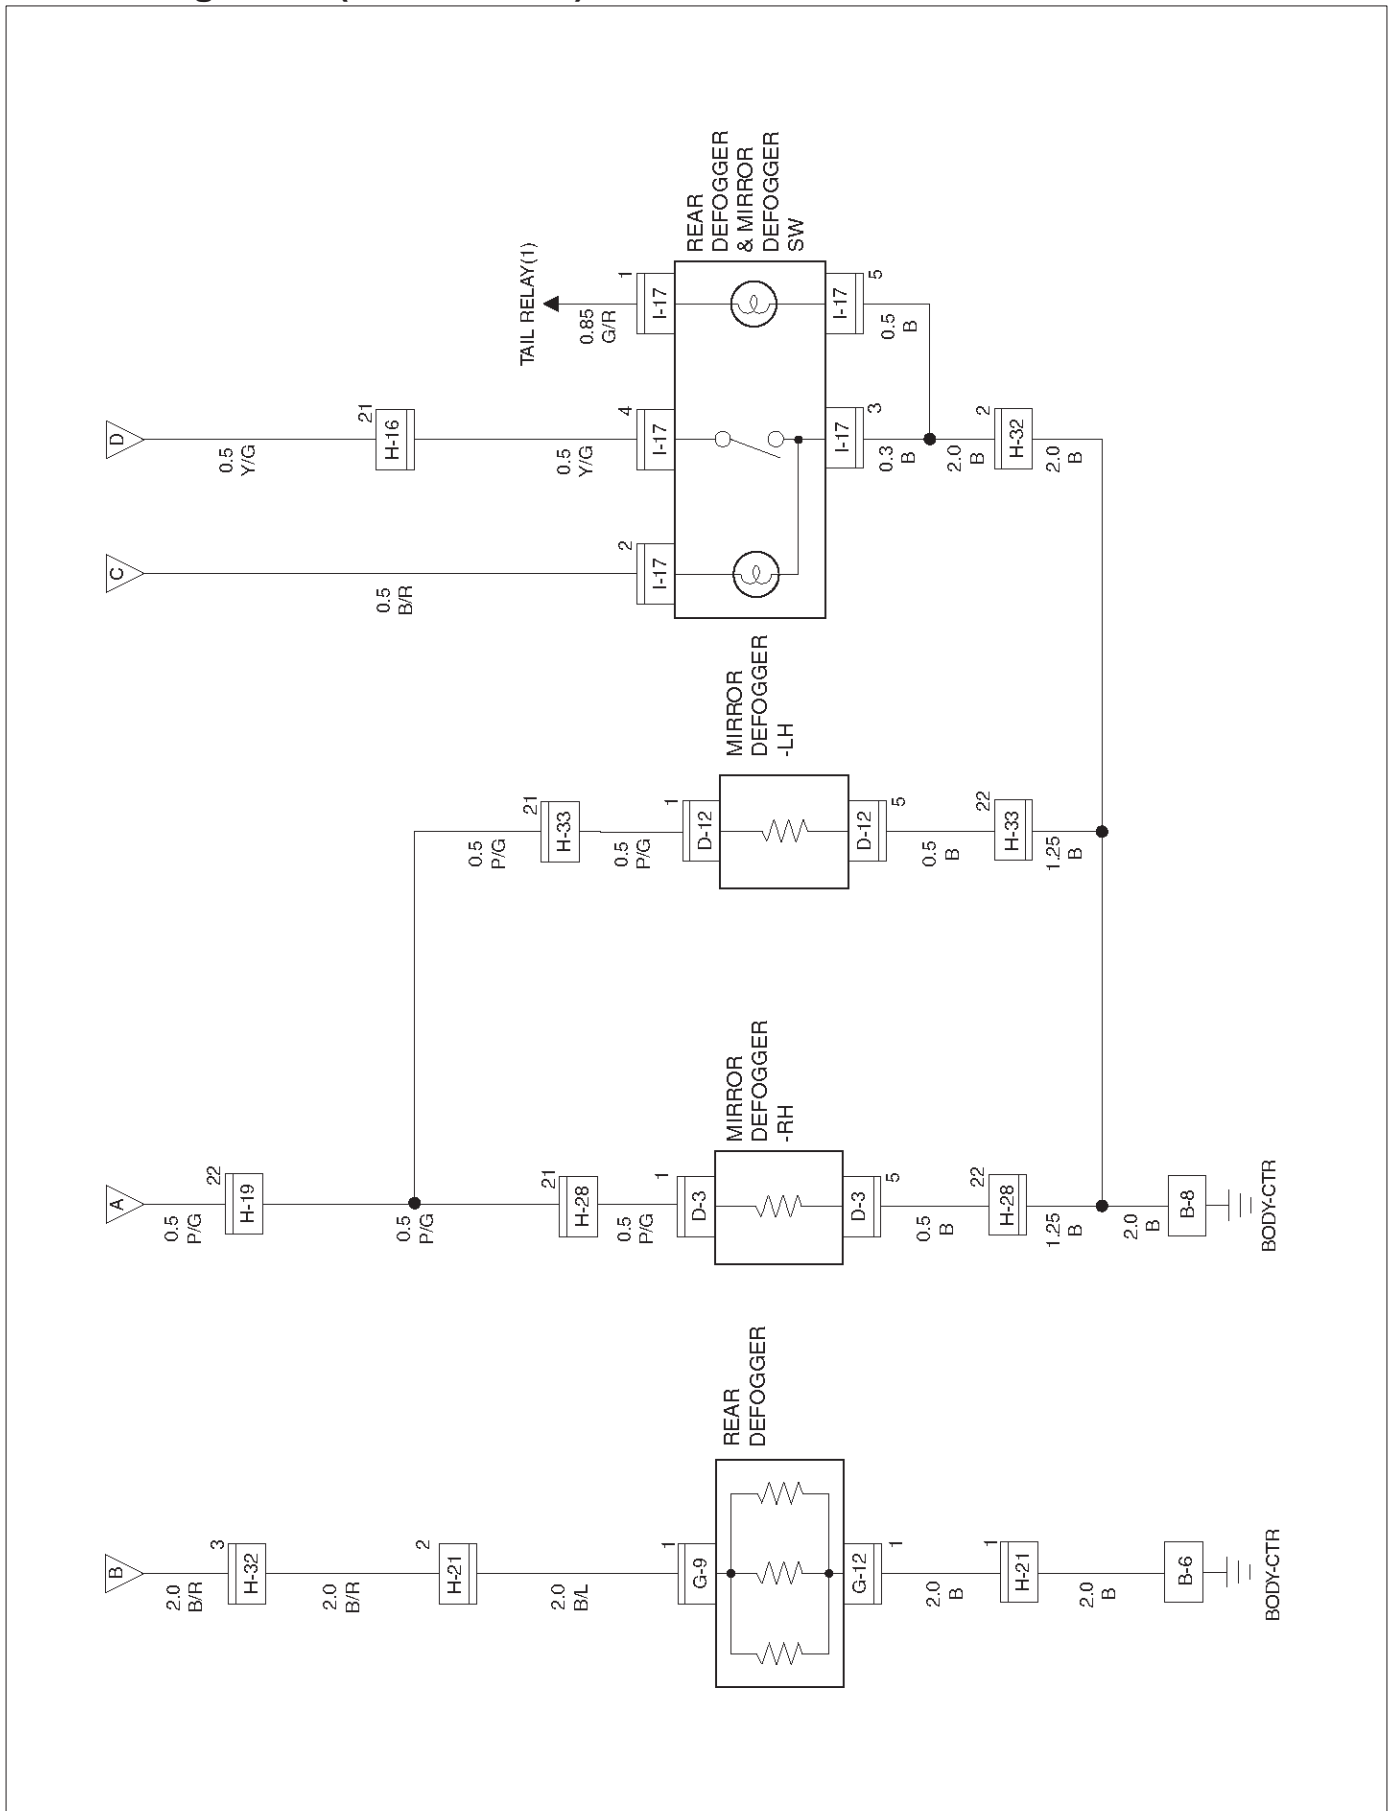 B
2.0
B/R
3
H-32
2.0
B/R
2
H-21
2.0
B/L
1
G-9
REAR
DEFOGGER
G-12
1
2.0
B
1
H-21
2.0
B
B-6
BODY-CTR
A
0.5
P/G
22
H-19
0.5
P/G
21
H-28
0.5
P/G
1
D-3
MIRROR
DEFOGGER
-RH
D-3
5
0.5
B
22
H-28
1.25
B
2.0
B
B-8
BODY-CTR
0.5
P/G
21
H-33
0.5
P/G
1
D-12
MIRROR
DEFOGGER
-LH
D-12
5
0.5
B
22
H-33
1.25
B
C
0.5
B/R
2
I-17
D
0.5
Y/G
21
H-16
0.5
Y/G
4
I-17
TAIL RELAY(1)
0.85
G/R
1
I-17
REAR
DEFOGGER
& MIRROR
DEFOGGER
SW
I-17
3
0.3
B
I-17
5
0.5
B
2.0
B
2
H-32
2.0
B